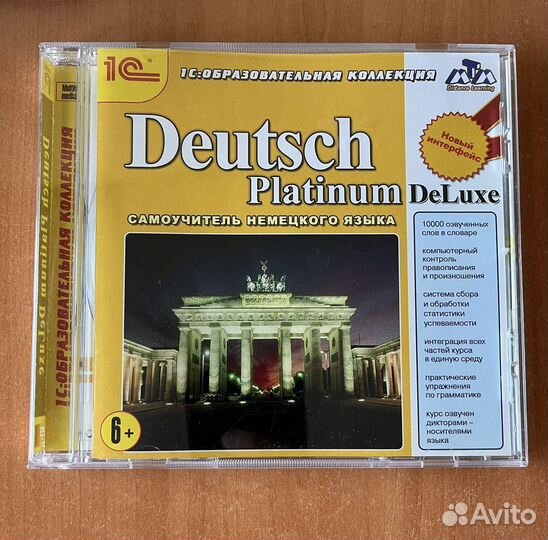 1С®
1С:ОБРАЗОВАТЕЛЬНАЯ КОЛЛЕКЦИЯ
MTM
Distance Learning
Новый
интерфейс
Deutsch
Platinum DeLuxe
САМОУЧИТЕЛЬ НЕМЕЦКОГО ЯЗЫКА
10000 озвученных
слов в словаре
компьютерный
контроль
правописания
и произношения
система сбора
и обработки
статистики
успеваемости
интеграция всех
частей курса
в единую среду
практические
упражнения
по грамматике
курс озвучен
дикторами –
носителями
языка
6+
1С:ОБРАЗОВАТЕЛЬНАЯ КОЛЛЕКЦИЯ
Deutsch Platinum DeLuxe
Avito